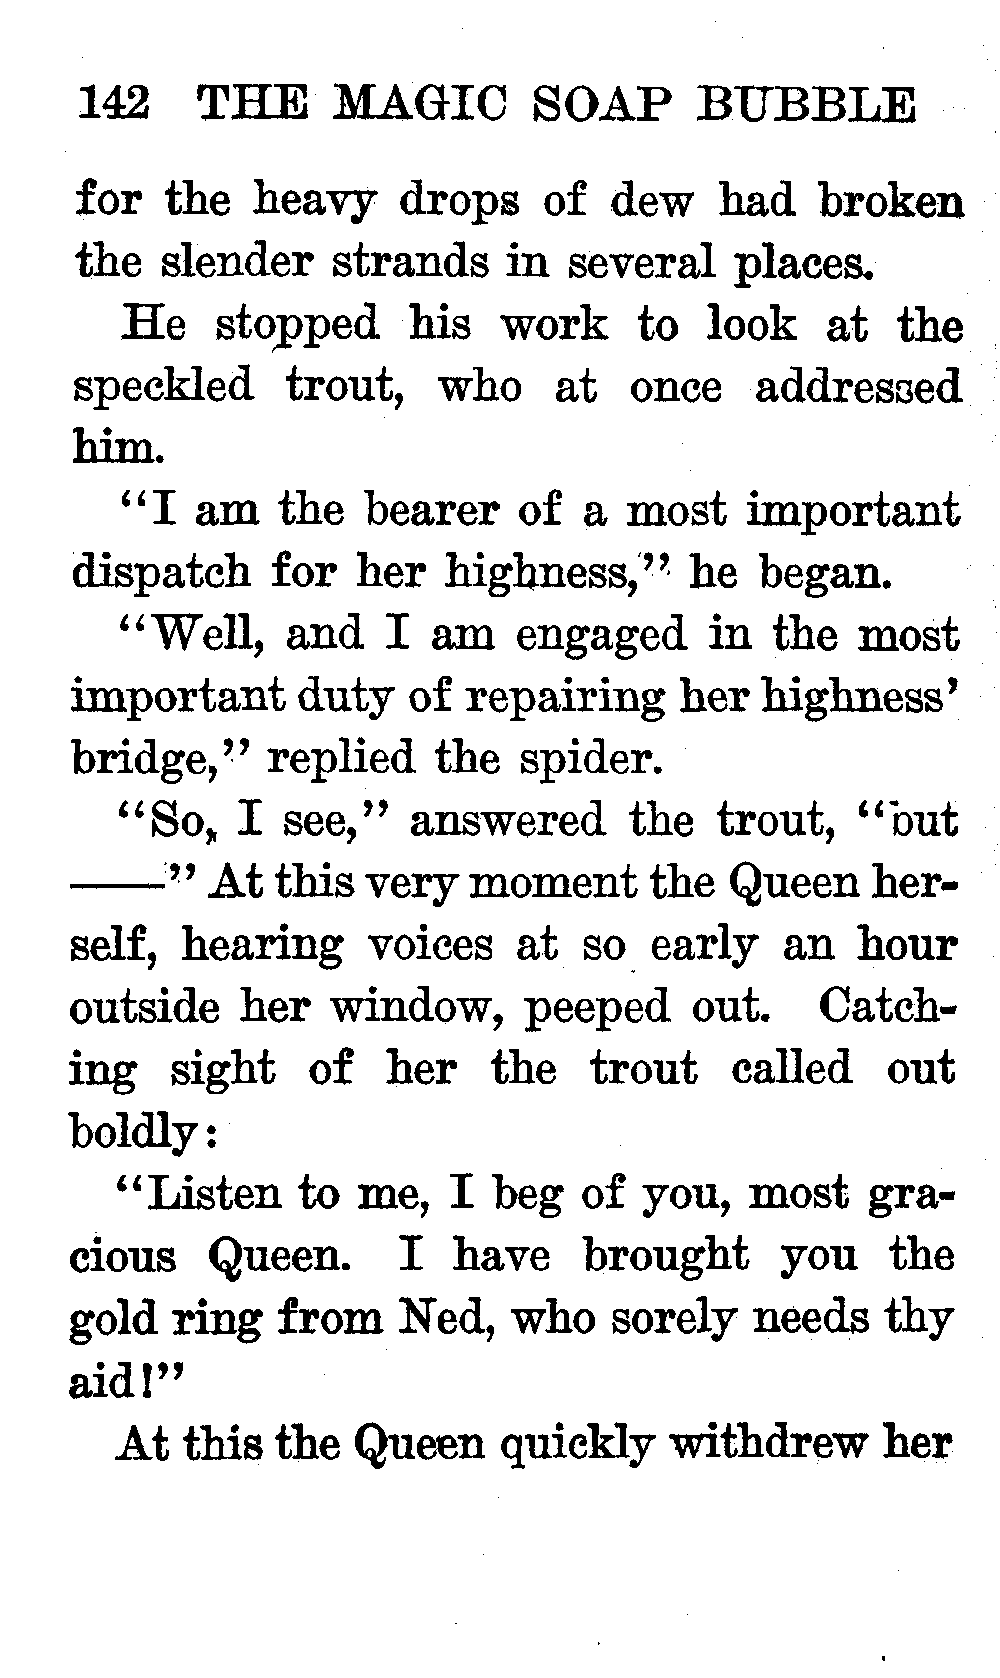 142 THE MAGIC SOAP BUBBLE
for the heavy drops of dew had broken
the slender strands in several places.
He stopped his work to look at the
speckled trout, who at once addressed
him.
"I am the bearer of a most important
dispatch for her highness," he began.
"Well, and I am engaged in the most
important duty of repairing her highness'
bridge," replied the spider.
"So, I see," answered the trout, "but
——" At this very moment the Queen her-
self, hearing voices at so early an hour
outside her window, peeped out. Catch-
ing sight of her the trout called out
boldly:
"Listen to me, I beg of you, most gra-
cious Queen. I have brought you the
gold ring from Ned, who sorely needs thy
aid!"
At this the Queen quickly withdrew her